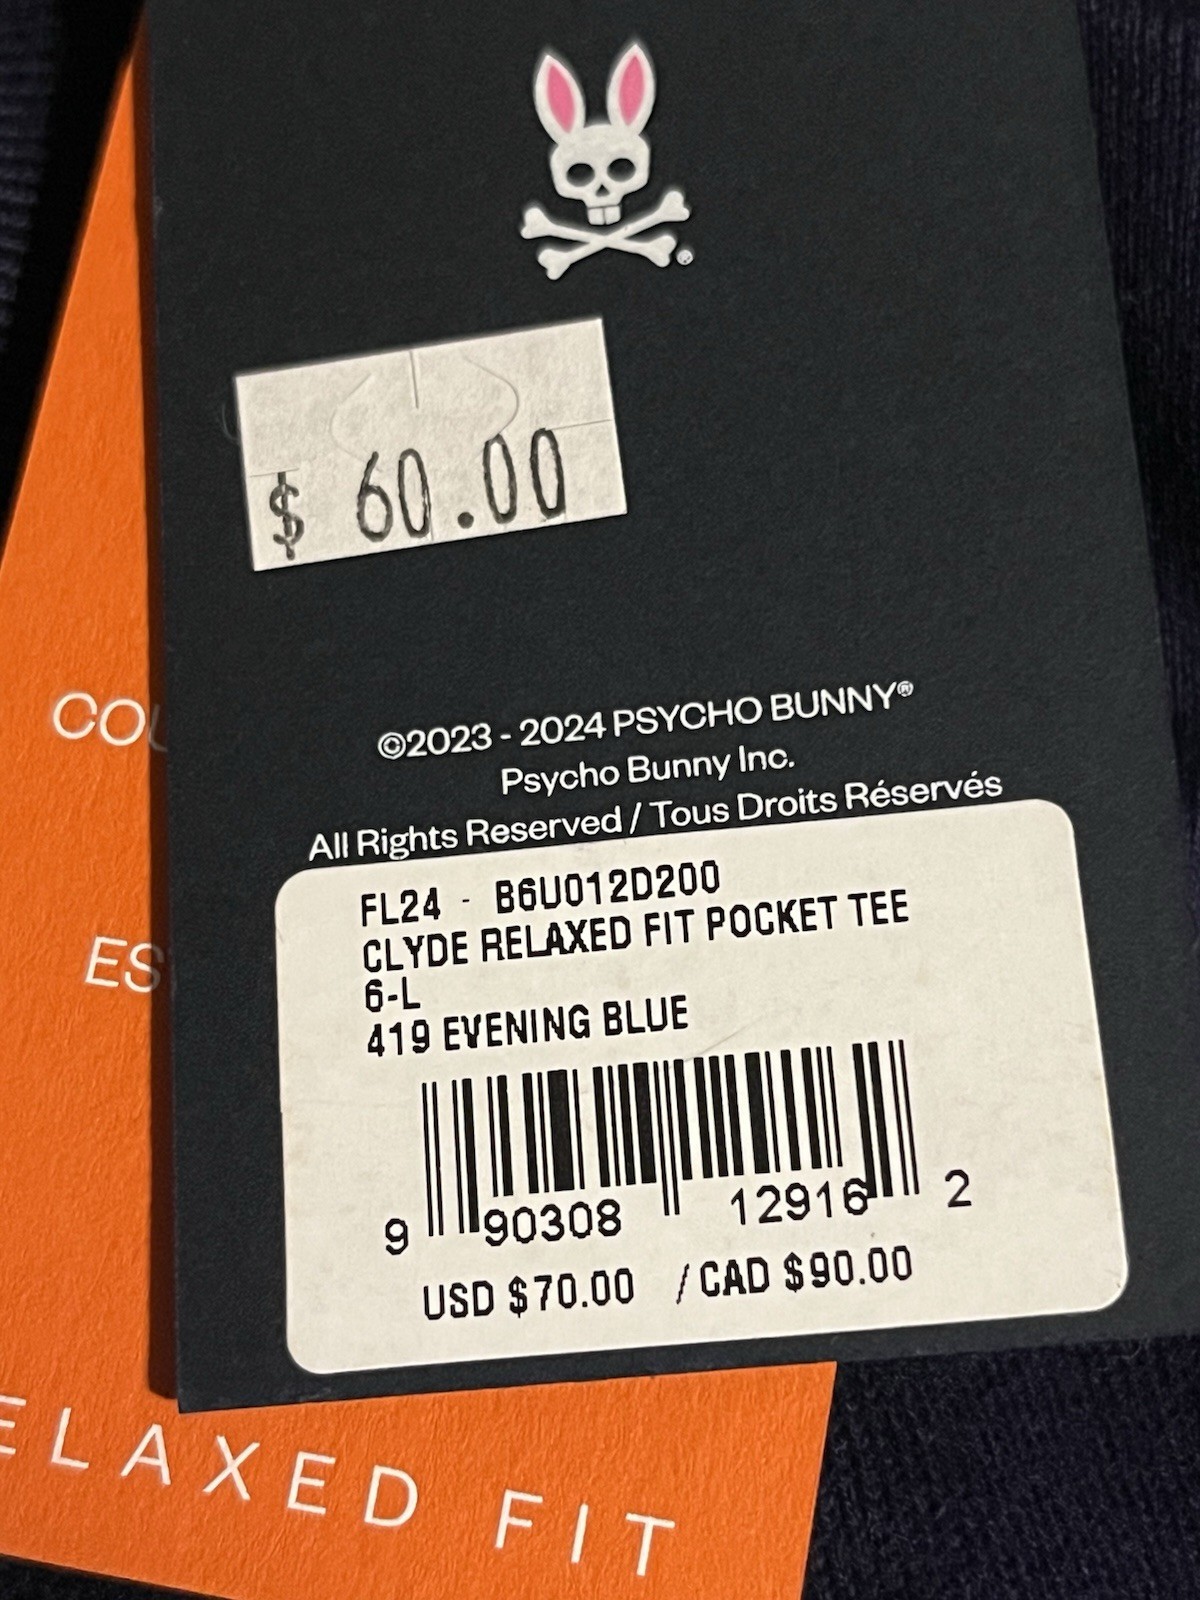 $ 60.00
©2023 - 2024 PSYCHO BUNNY®
Psycho Bunny Inc.
All Rights Reserved / Tous Droits Réservés
FL24 - B6U012D200
CLYDE RELAXED FIT POCKET TEE
6-L
419 EVENING BLUE
9 90308 12916 2
USD $70.00 / CAD $90.00
COU
ES
ELAXED FIT